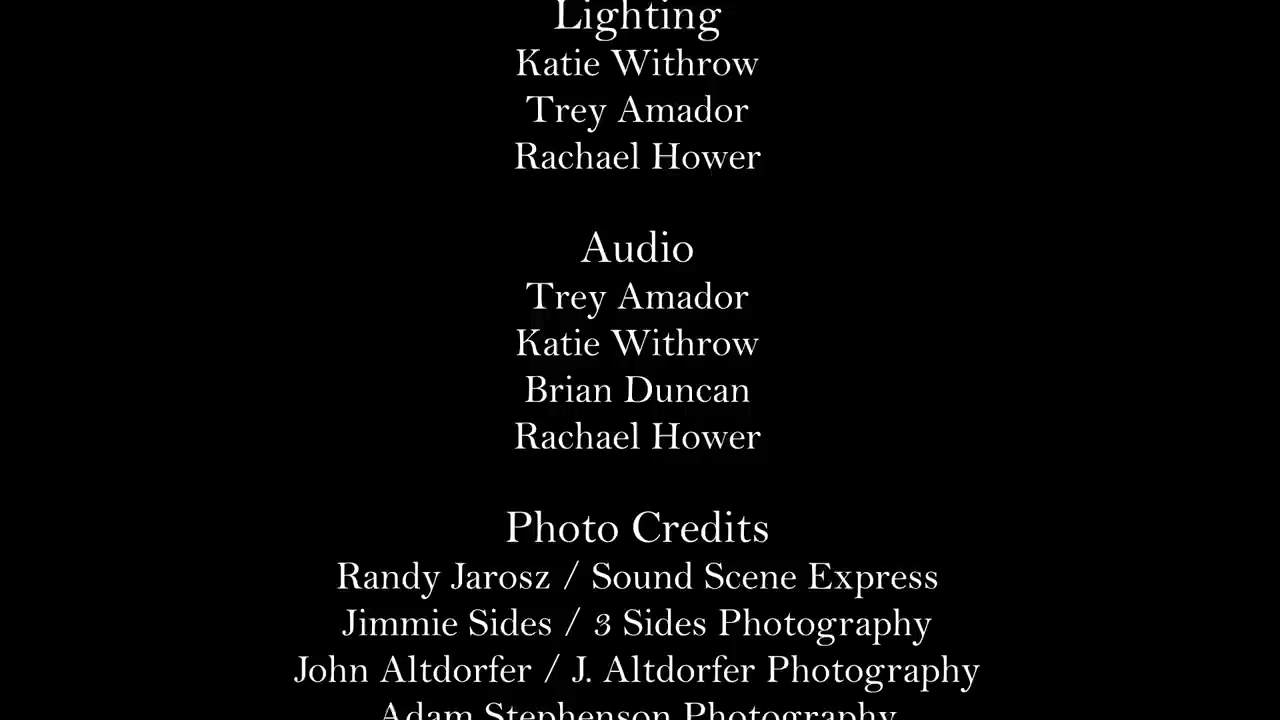 Lighting
Katie Withrow
Trey Amador
Rachael Hower
Audio
Trey Amador
Katie Withrow
Brian Duncan
Rachael Hower
Photo Credits
Randy Jarosz / Sound Scene Express
Jimmie Sides / 3 Sides Photography
John Altdorfer / J. Altdorfer Photography
Adam Stephenson Photography